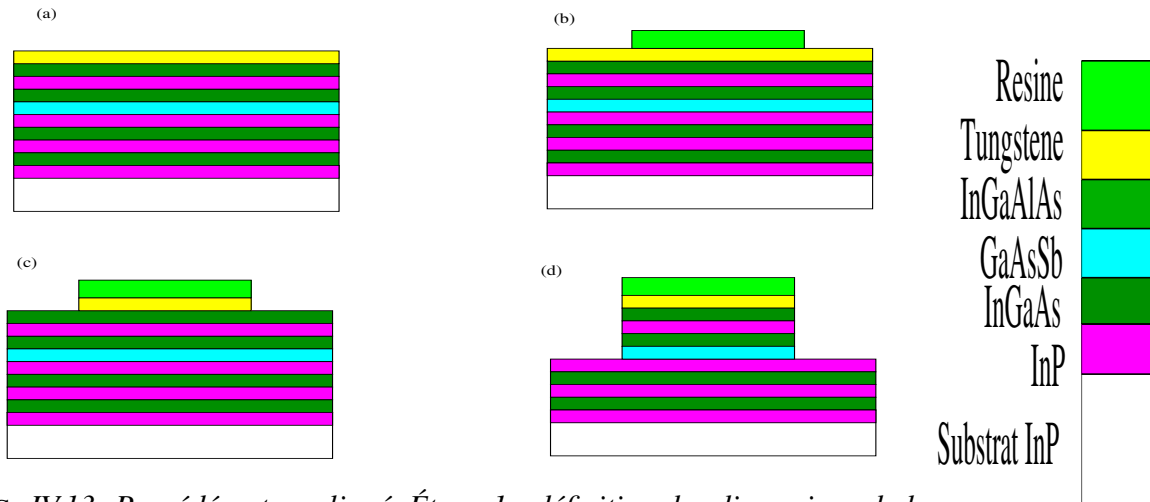 (a)
(b)
(c)
(d)
Resine
Tungstene
InGaAlAs
GaAsSb
InGaAs
InP
Substrat InP